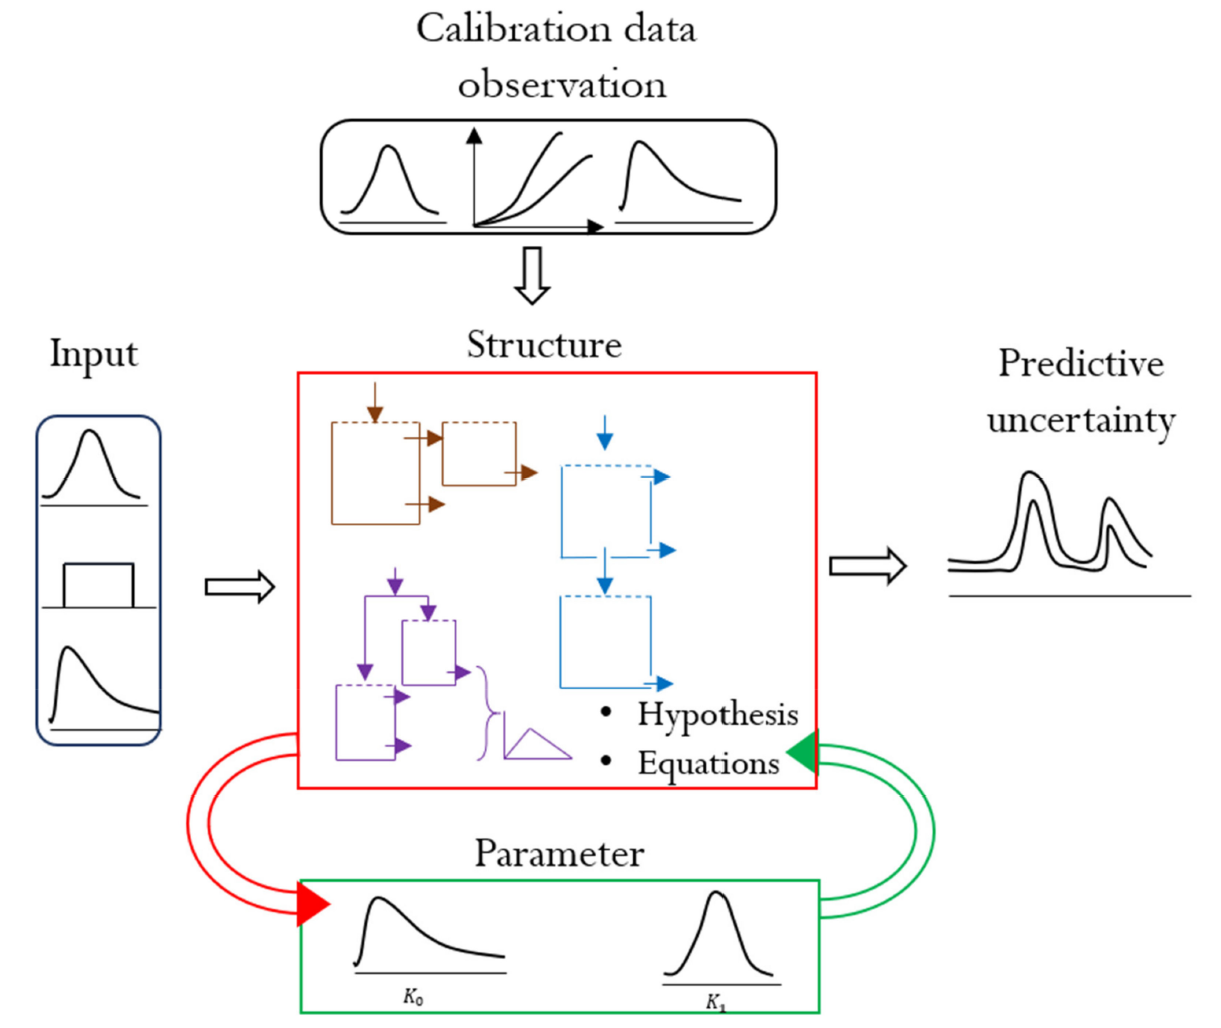 Calibration data
observation
Input
Structure
Predictive
uncertainty
• Hypothesis
• Equations
Parameter
K₀
K₁